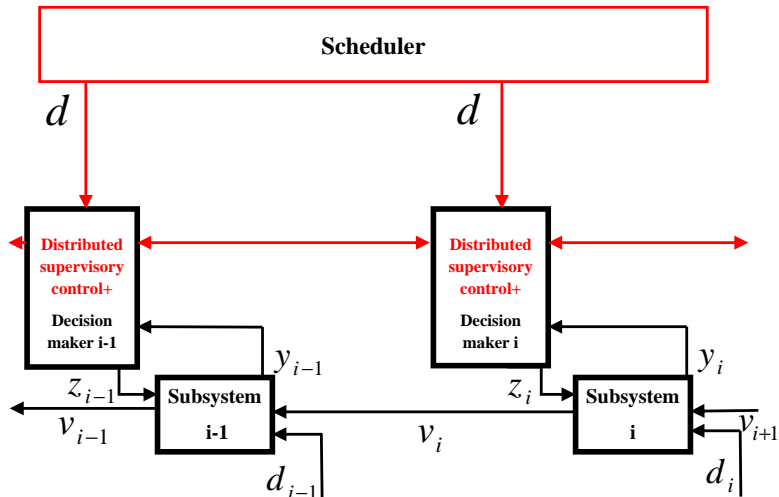 Scheduler
d
d
Distributed
supervisory
control+
Decision
maker i-1
Distributed
supervisory
control+
Decision
maker i
y_{i-1}
y_i
z_{i-1}
z_i
Subsystem
i-1
Subsystem
i
v_{i-1}
v_i
v_{i+1}
d_{i-1}
d_i